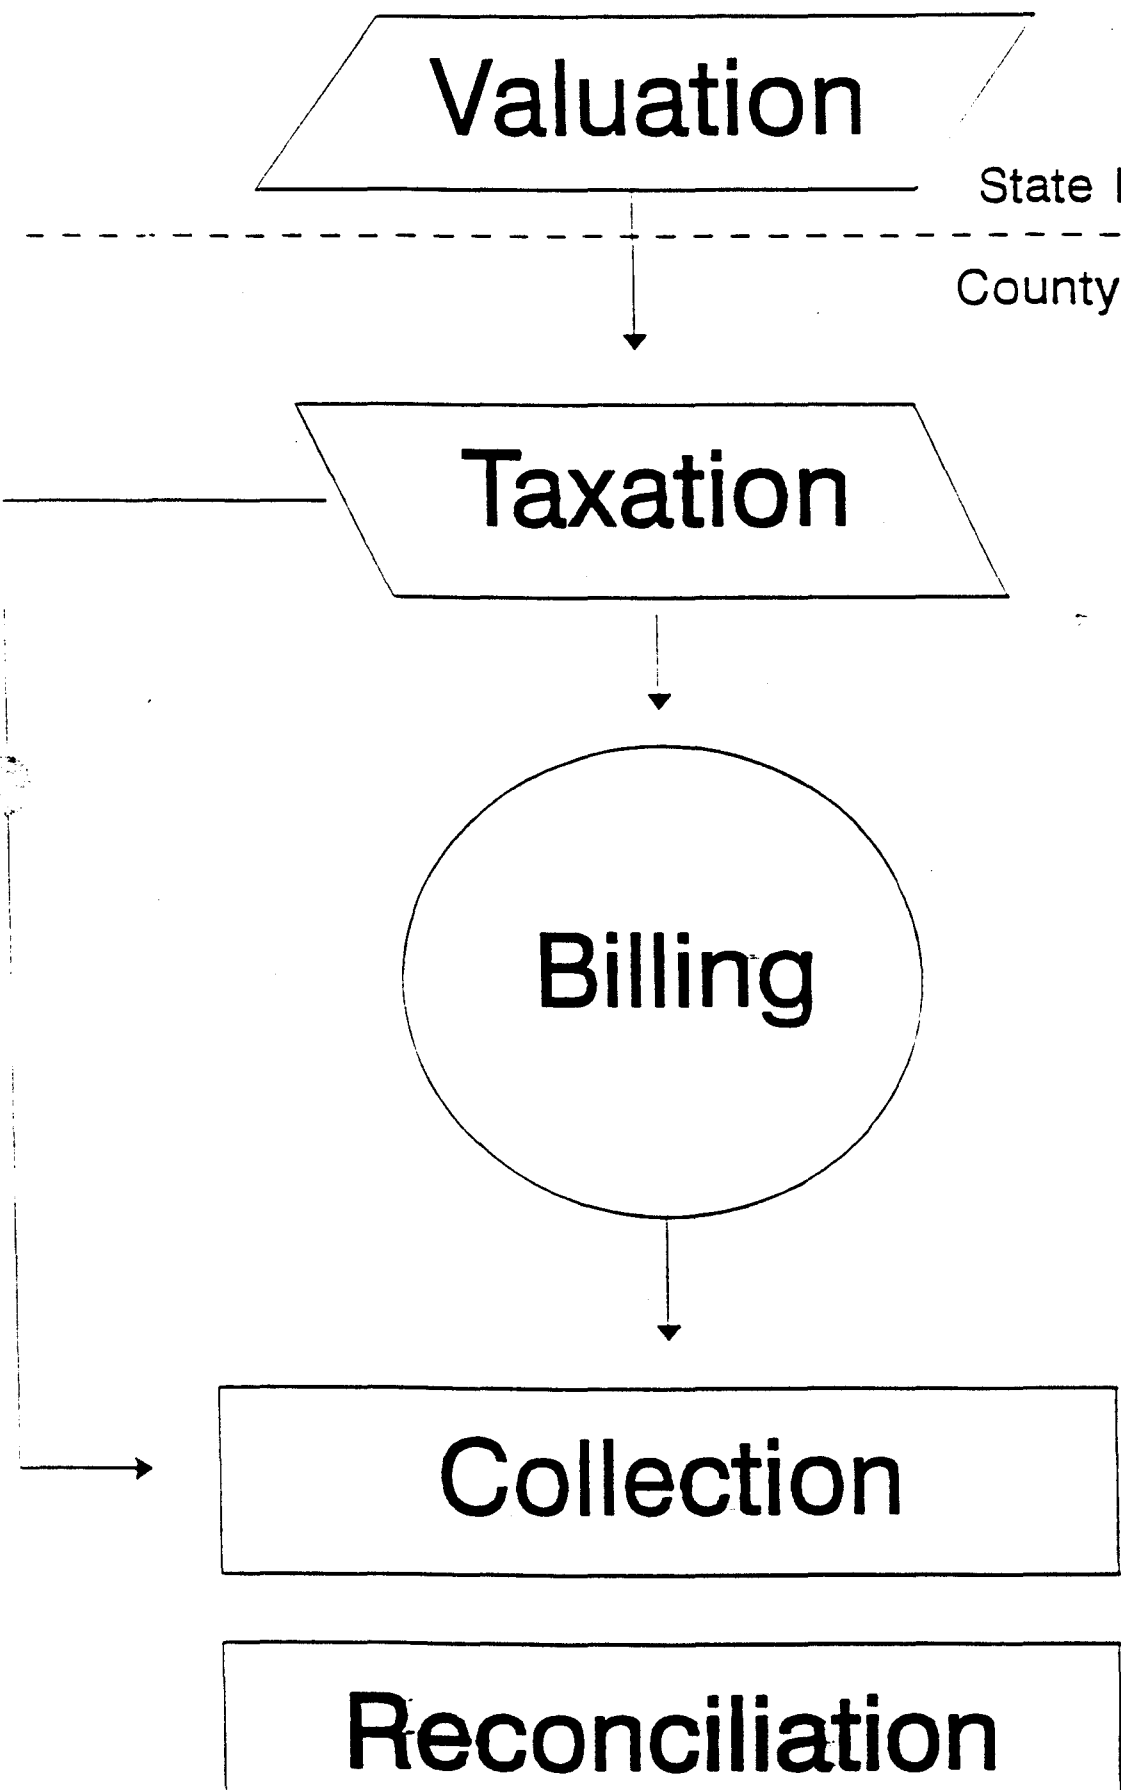 Valuation
State
County
Taxation
Billing
Collection
Reconciliation